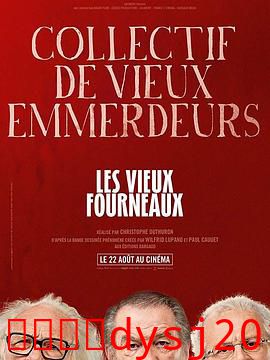 COLLECTIF
DE VIEUX
EMMERDEURS
LES VIEUX
FOURNEAUX
RÉALISÉ PAR CHRISTOPHE DUTHURON
D'APRÈS LA BANDE DESSINÉE PHÉNOMÈNE CRÉÉE PAR WILFRID LUPANO ET PAUL CAUUET
AUX ÉDITIONS DARGAUD
LE 22 AOÛT AU CINÉMA
dysj20